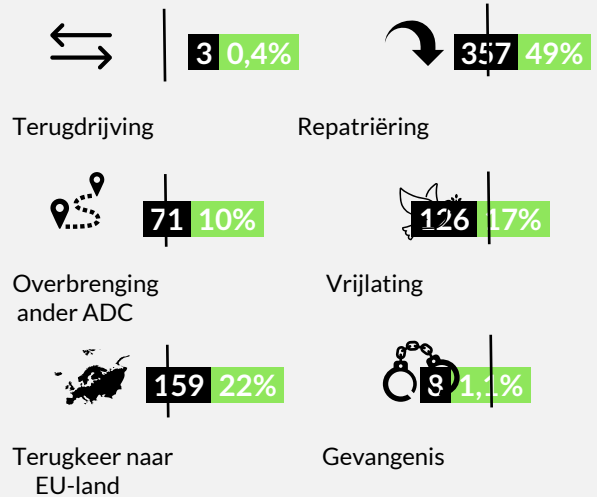 3 0,4%
357 49%
Terugdrijving
Repatriëring
71 10%
126 17%
Overbrenging
ander ADC
Vrijlating
159 22%
8 1,1%
Terugkeer naar
EU-land
Gevangenis